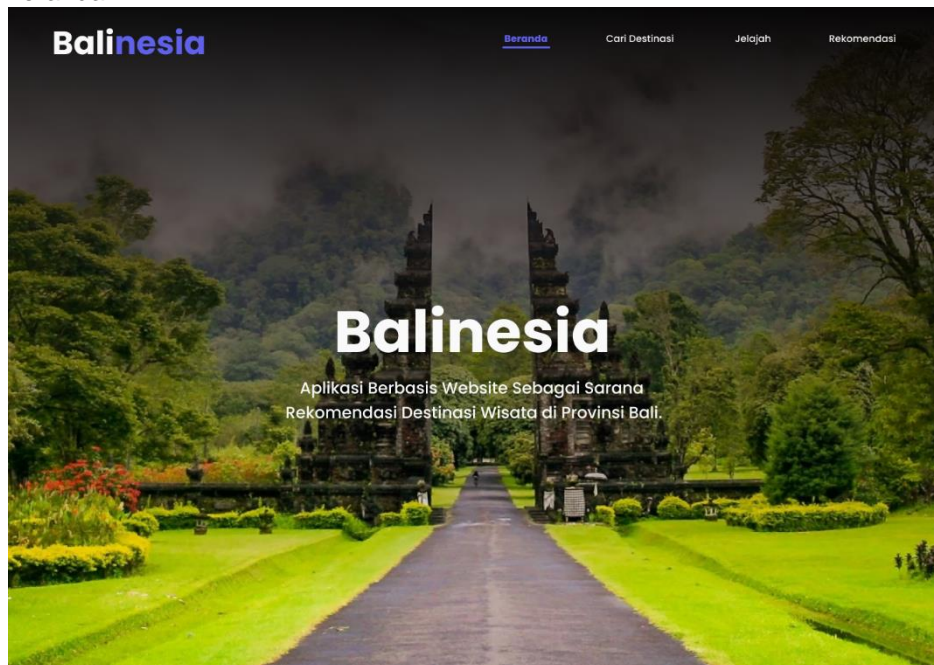 Balinesia
Beranda Cari Destinasi Jelajah Rekomendasi
Balinesia
Aplikasi Berbasis Website Sebagai Sarana
Rekomendasi Destinasi Wisata di Provinsi Bali.